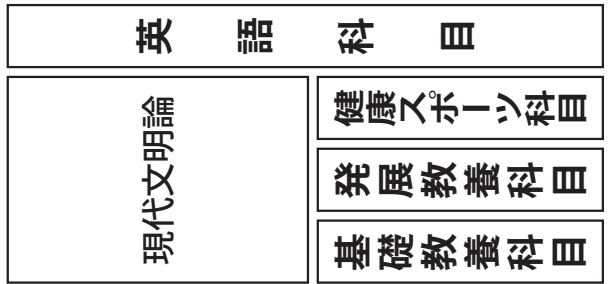 英語科目
現代文明論
健康スポーツ科目
発展教養科目
基礎教養科目